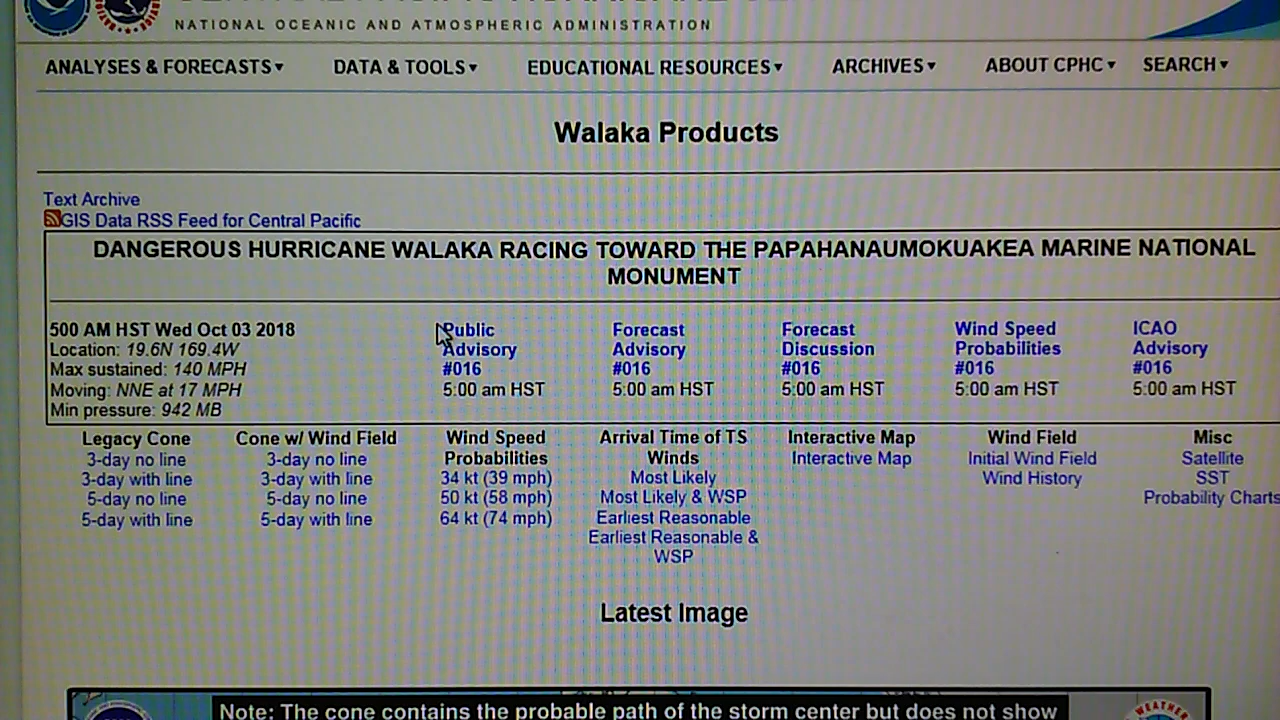 NATIONAL OCEANIC AND ATMOSPHERIC ADMINISTRATION
ANALYSES & FORECASTS▾ DATA & TOOLS▾ EDUCATIONAL RESOURCES▾ ARCHIVES▾ ABOUT CPHC▾ SEARCH▾
Walaka Products
Text Archive
GIS Data RSS Feed for Central Pacific
DANGEROUS HURRICANE WALAKA RACING TOWARD THE PAPAHANAUMOKUAKEA MARINE NATIONAL
MONUMENT
500 AM HST Wed Oct 03 2018
Location: 19.6N 169.4W
Max sustained: 140 MPH
Moving: NNE at 17 MPH
Min pressure: 942 MB
Public
Advisory
#016
5:00 am HST
Forecast
Advisory
#016
5:00 am HST
Forecast
Discussion
#016
5:00 am HST
Wind Speed
Probabilities
#016
5:00 am HST
ICAO
Advisory
#016
5:00 am HST
Legacy Cone
3-day no line
3-day with line
5-day no line
5-day with line
Cone w/ Wind Field
3-day no line
3-day with line
5-day no line
5-day with line
Wind Speed
Probabilities
34 kt (39 mph)
50 kt (58 mph)
64 kt (74 mph)
Arrival Time of TS
Winds
Most Likely
Most Likely & WSP
Earliest Reasonable
Earliest Reasonable &
WSP
Interactive Map
Interactive Map
Wind Field
Initial Wind Field
Wind History
Misc
Satellite
SST
Probability Charts
Latest Image
Note: The cone contains the probable path of the storm center but does not show
WEATHER